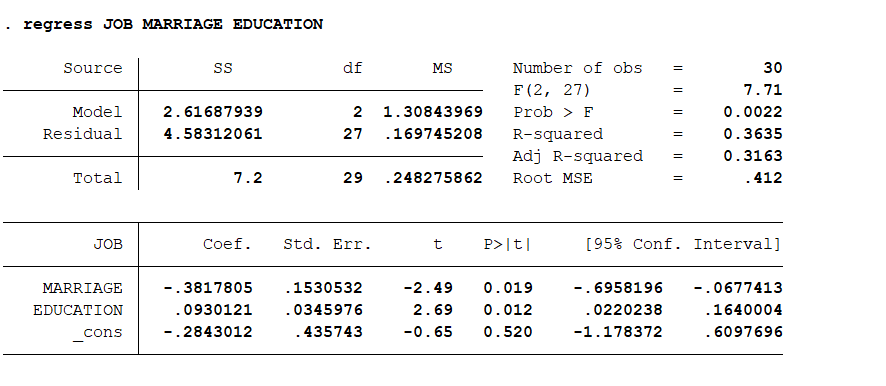 . regress JOB MARRIAGE EDUCATION
Source SS df MS Number of obs = 30
F(2, 27) = 7.71
Model 2.61687939 2 1.30843969 Prob > F = 0.0022
Residual 4.58312061 27 .169745208 R-squared = 0.3635
Adj R-squared = 0.3163
Total 7.2 29 .248275862 Root MSE = .412
JOB Coef. Std. Err. t P>|t| [95% Conf. Interval]
MARRIAGE -.3817805 .1530532 -2.49 0.019 -.6958196 -.0677413
EDUCATION .0930121 .0345976 2.69 0.012 .0220238 .1640004
_cons -.2843012 .435743 -0.65 0.520 -1.178372 .6097696